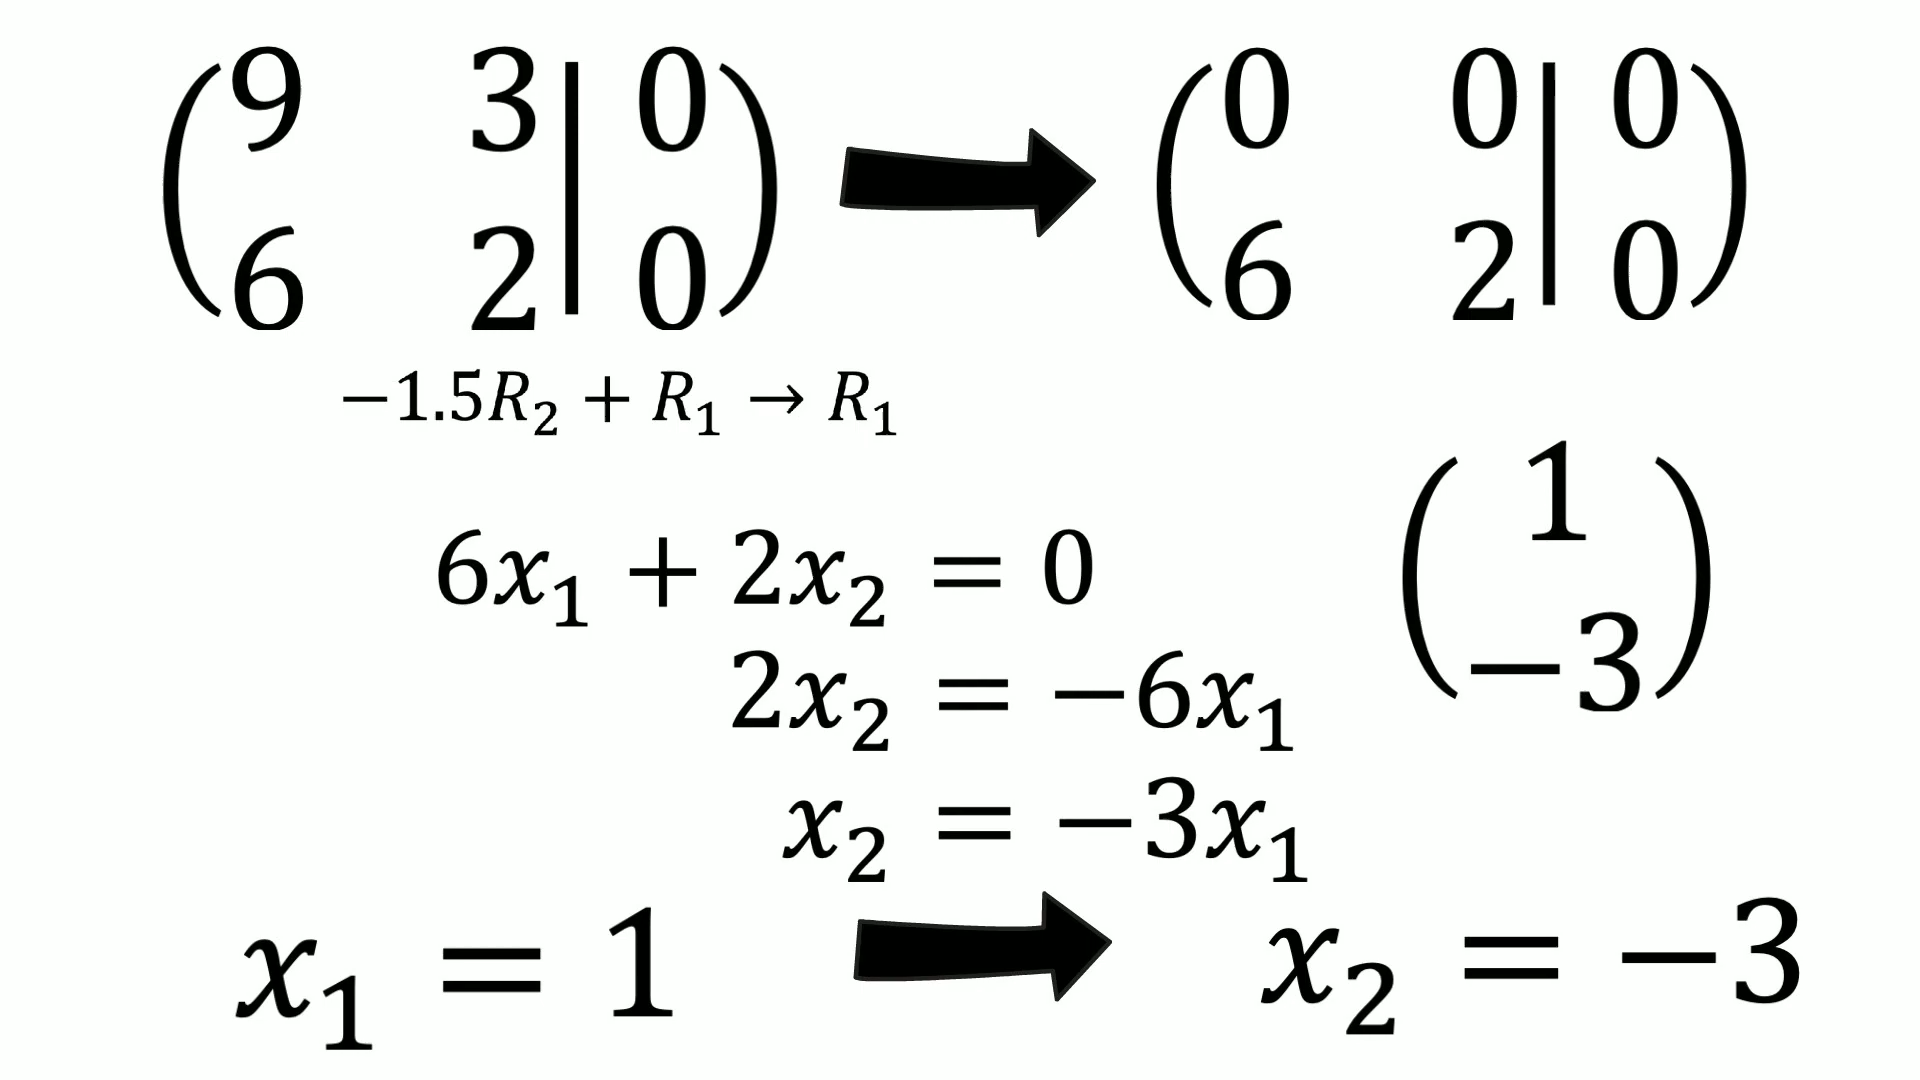 9 3 | 0 → 0 0 | 0
6 2 | 0 6 2 | 0
−1.5R₂ + R₁ → R₁
6x₁ + 2x₂ = 0
2x₂ = −6x₁
x₂ = −3x₁
1
−3
x₁ = 1 → x₂ = −3